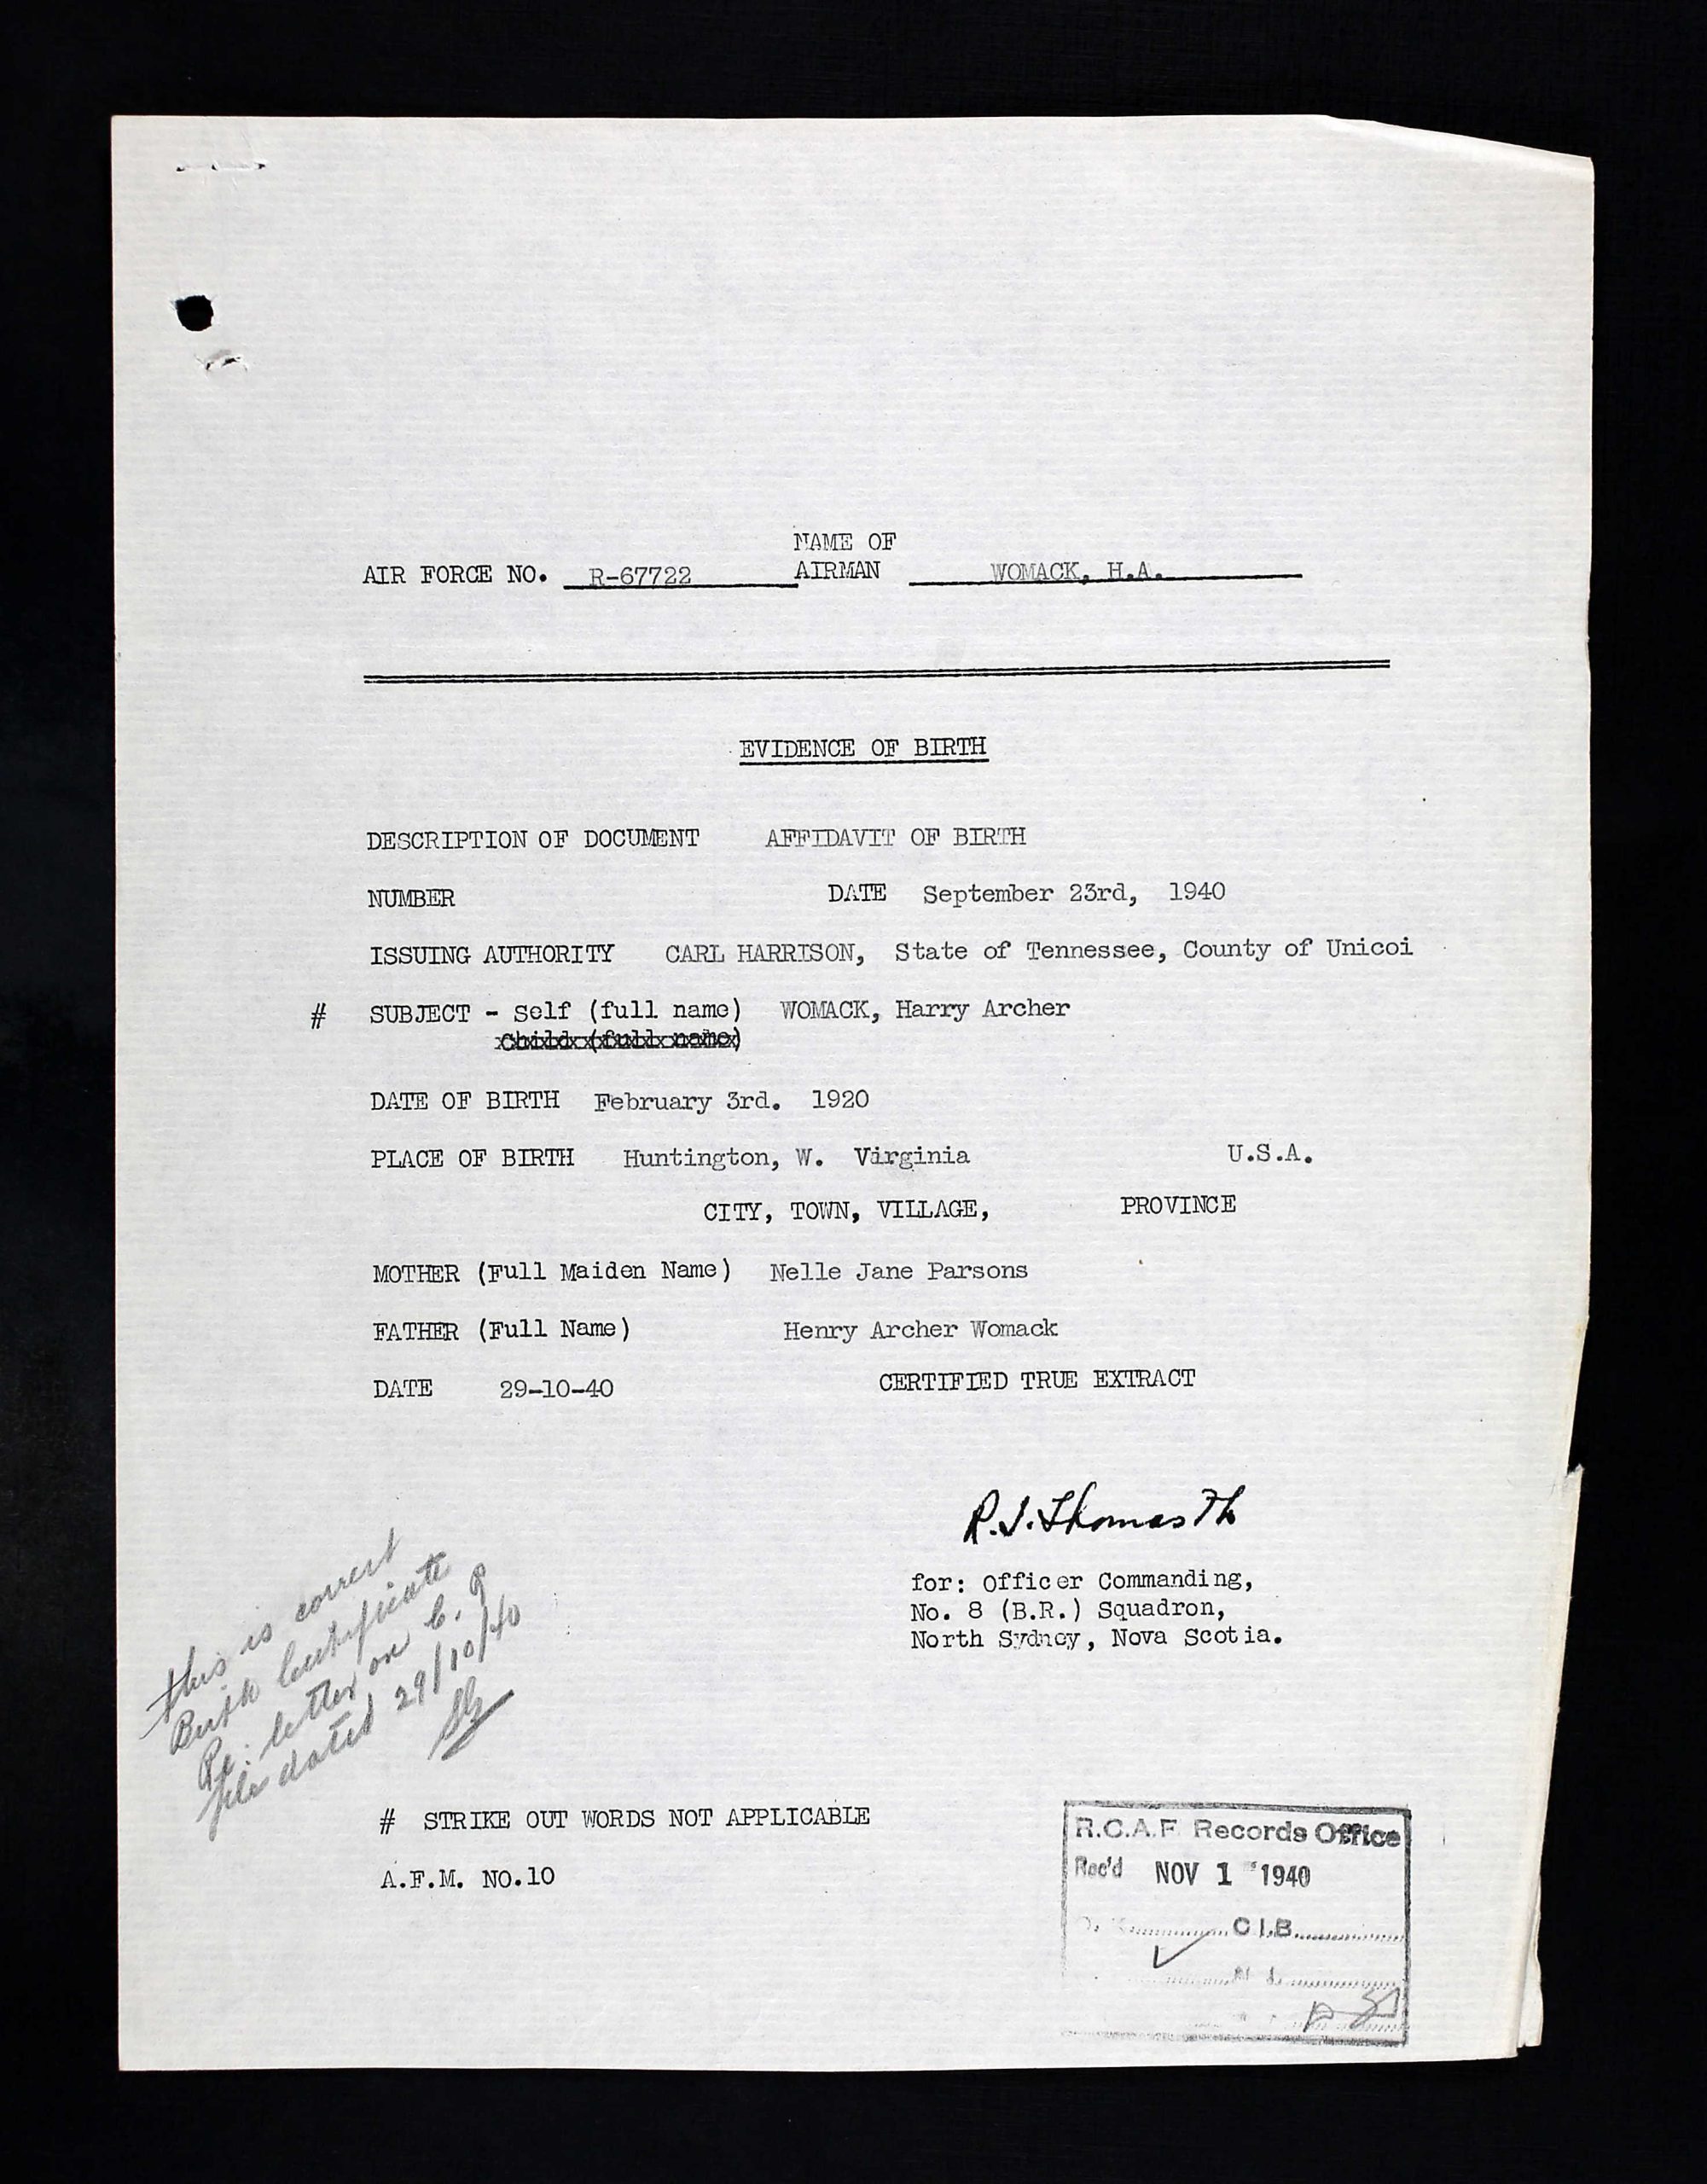 NAME OF
AIR FORCE NO. R-67722 AIRMAN WOMACK, H.A.
EVIDENCE OF BIRTH
DESCRIPTION OF DOCUMENT AFFIDAVIT OF BIRTH
NUMBER DATE September 23rd, 1940
ISSUING AUTHORITY CARL HARRISON, State of Tennessee, County of Unicoi
# SUBJECT - Self (full name) WOMACK, Harry Archer
Child (full name)
DATE OF BIRTH February 3rd. 1920
PLACE OF BIRTH Huntington, W. Virginia U.S.A.
CITY, TOWN, VILLAGE, PROVINCE
MOTHER (Full Maiden Name) Nelle Jane Parsons
FATHER (Full Name) Henry Archer Womack
DATE 29-10-40 CERTIFIED TRUE EXTRACT
R.J. Thomas
for: Officer Commanding,
No. 8 (B.R.) Squadron,
North Sydney, Nova Scotia.
this is correct
Birth Certificate
Re: letter on C. P
file dated 29/10/40
# STRIKE OUT WORDS NOT APPLICABLE
A.F.M. NO.10
R.C.A.F. Records Office
Rec'd NOV 1 1940
C.I.B.